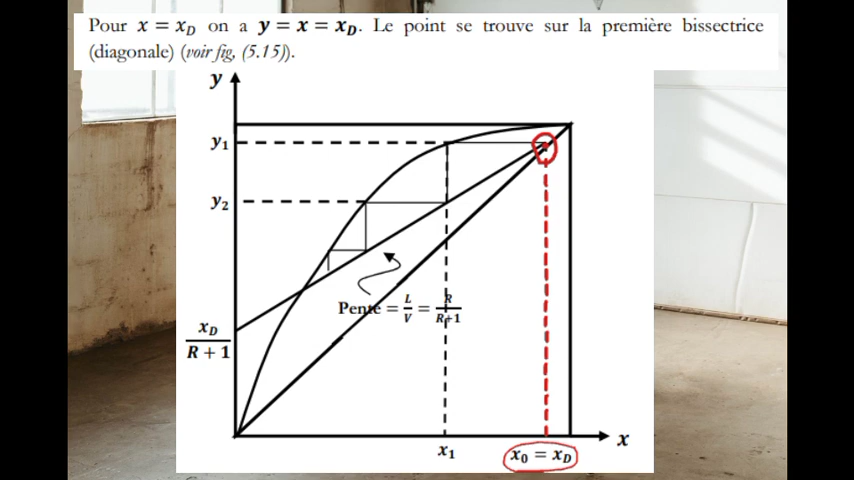 Pour x = x_D on a y = x = x_D. Le point se trouve sur la première bissectrice
(diagonale) (voir fig, (5.15)).
y
y₁
y₂
Pente = L/V = R/R+1
x_D/R + 1
x
x₁
x₀ = x_D